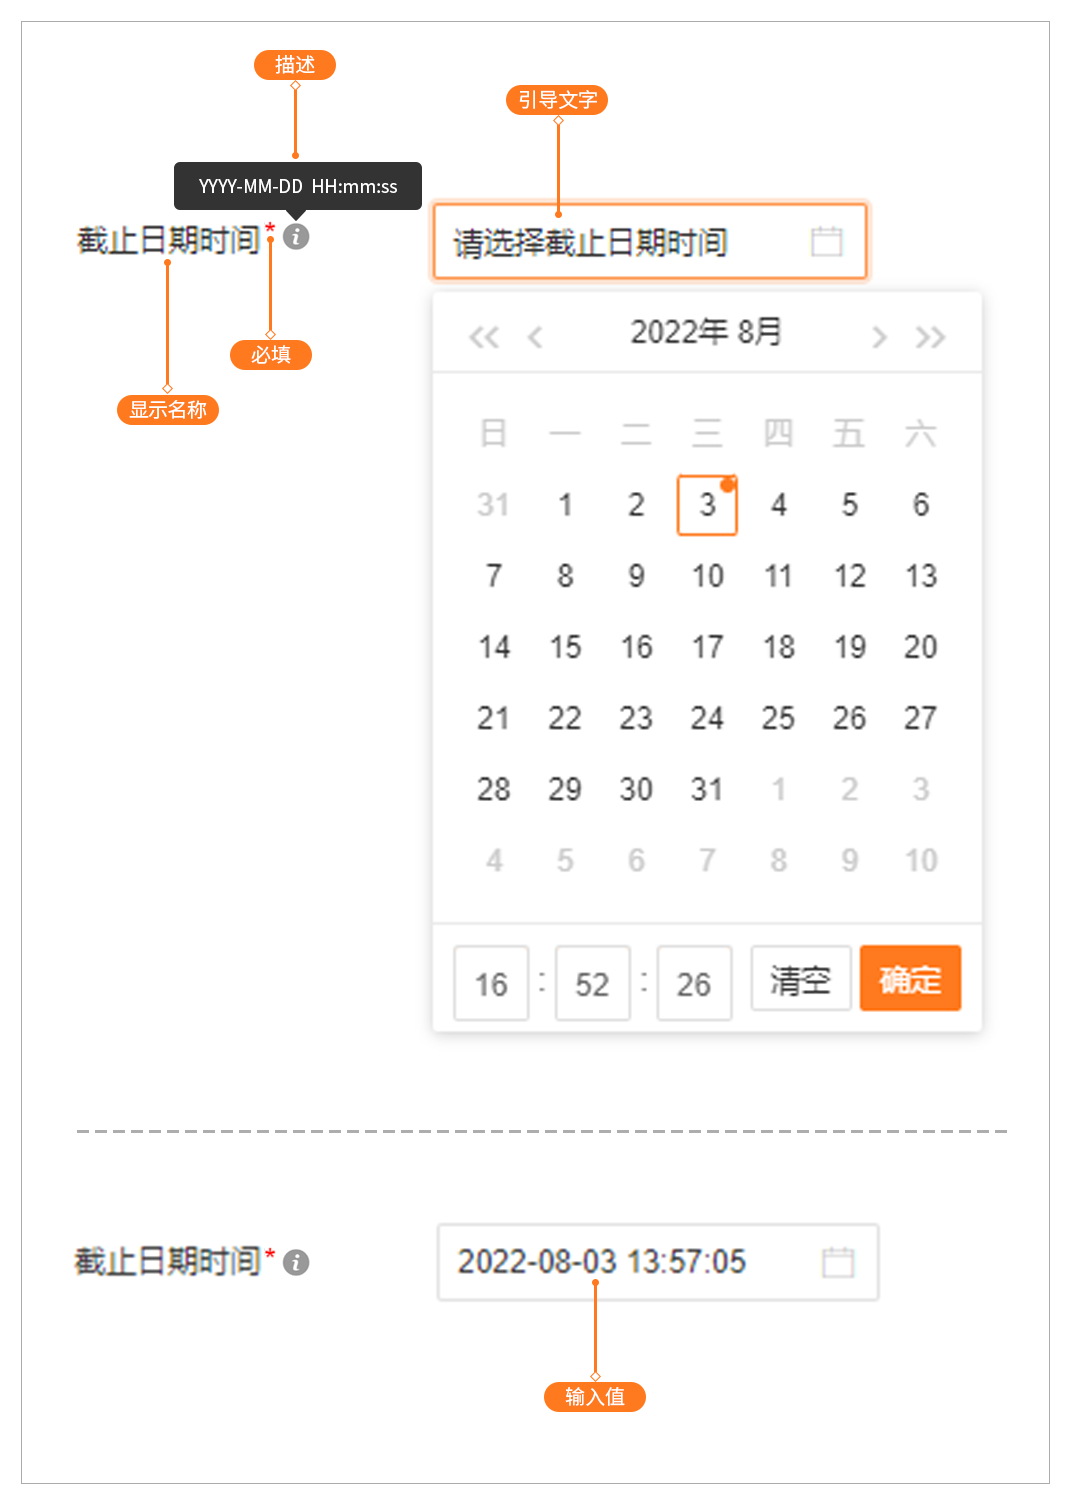 描述
引导文字
YYYY-MM-DD HH:mm:ss
截止日期时间*
请选择截止日期时间
必填
显示名称
2022年 8月
日 一 二 三 四 五 六
31 1 2 3 4 5 6
7 8 9 10 11 12 13
14 15 16 17 18 19 20
21 22 23 24 25 26 27
28 29 30 31 1 2 3
4 5 6 7 8 9 10
16 : 52 : 26 清空 确定
截止日期时间*
2022-08-03 13:57:05
输入值